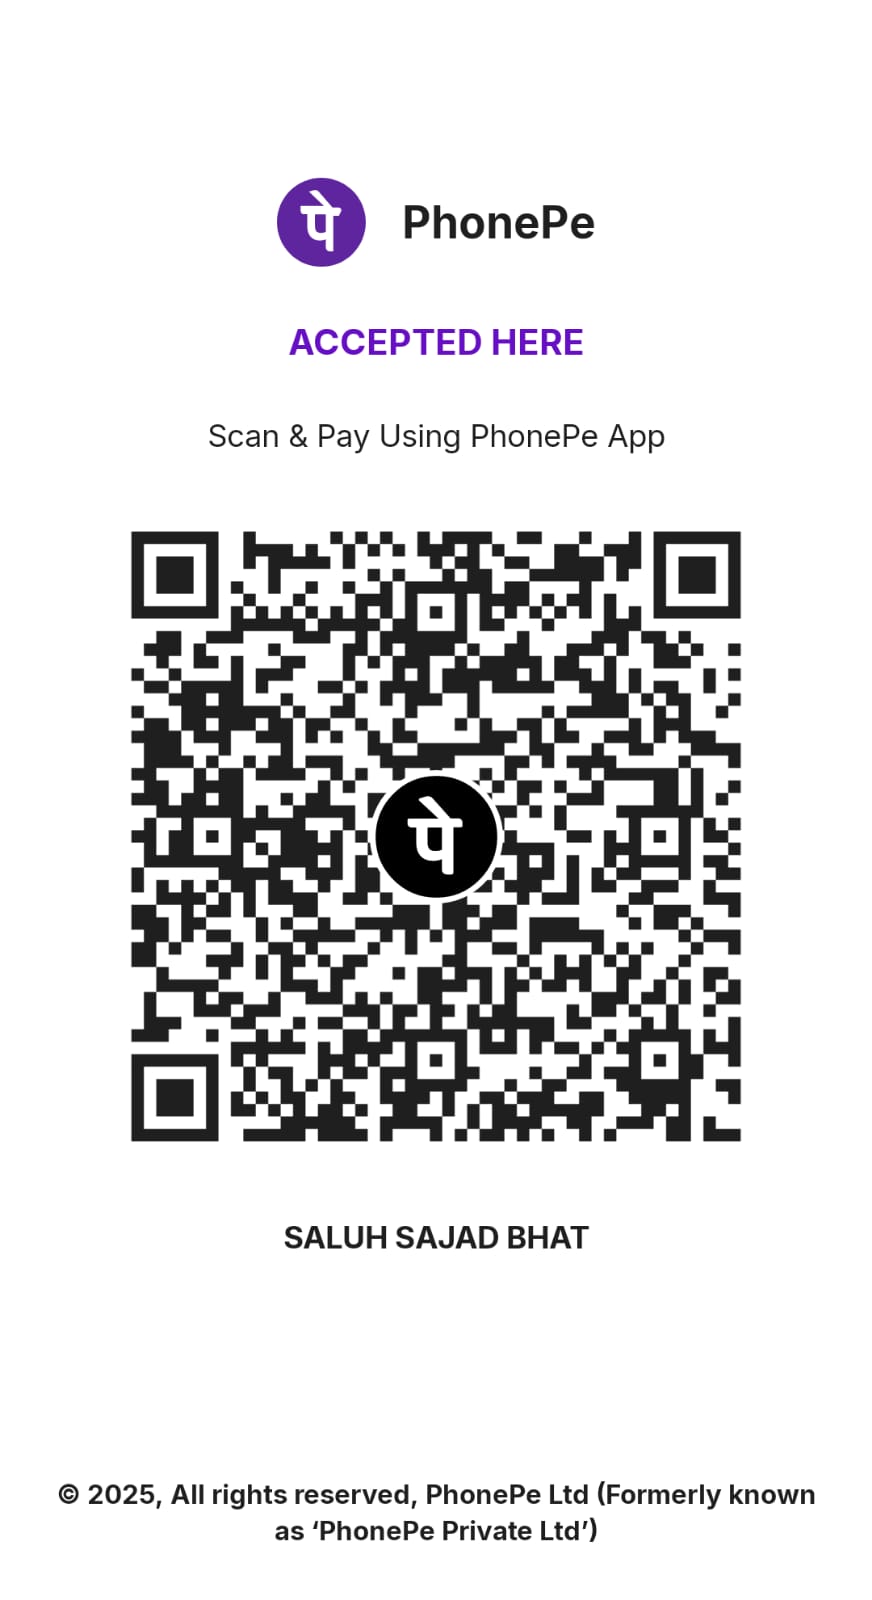 पे PhonePe
ACCEPTED HERE
Scan & Pay Using PhonePe App
पे
SALUH SAJAD BHAT
© 2025, All rights reserved, PhonePe Ltd (Formerly known
as ‘PhonePe Private Ltd’)